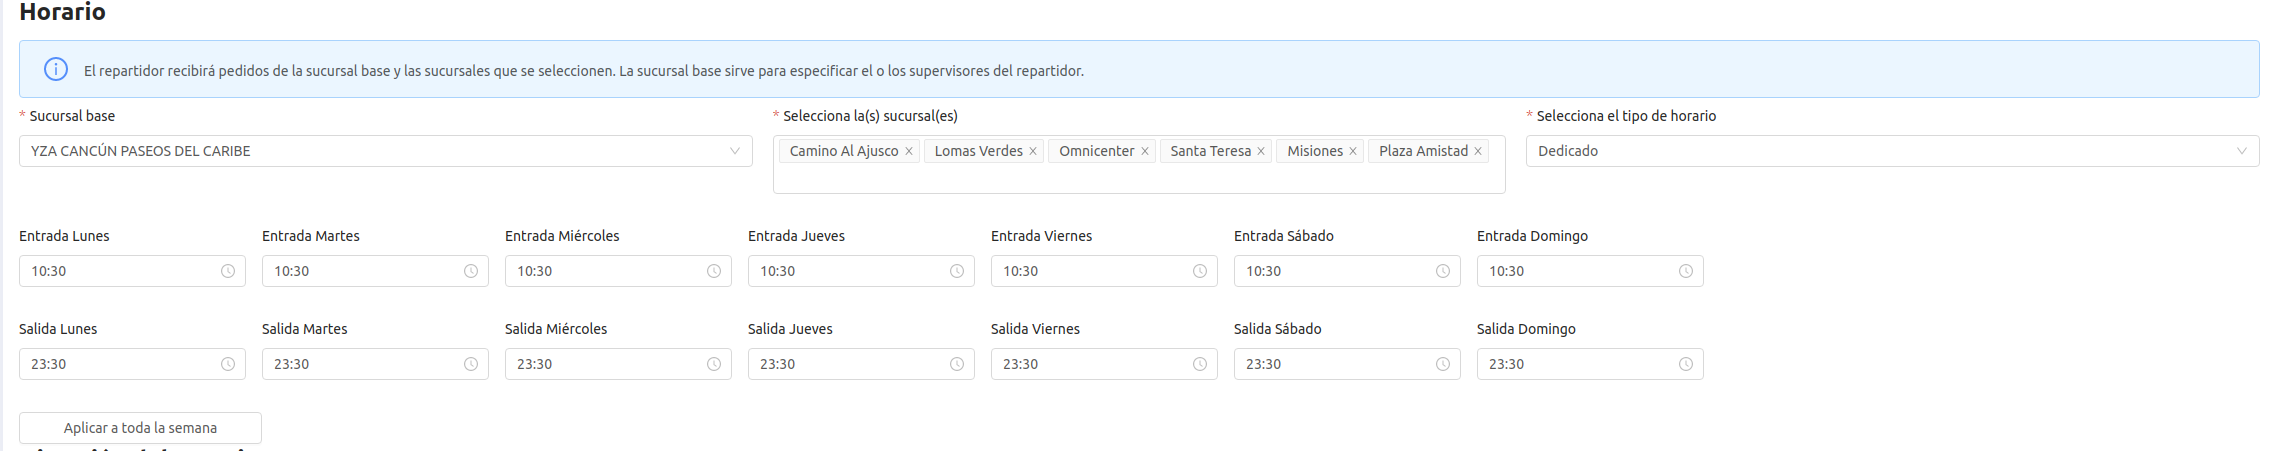 Horario
El repartidor recibirá pedidos de la sucursal base y las sucursales que se seleccionen. La sucursal base sirve para especificar el o los supervisores del repartidor.
* Sucursal base
* Selecciona la(s) sucursal(es)
* Selecciona el tipo de horario
YZA CANCÚN PASEOS DEL CARIBE
Camino Al Ajusco Lomas Verdes Omnicenter Santa Teresa Misiones Plaza Amistad
Dedicado
Entrada Lunes Entrada Martes Entrada Miércoles Entrada Jueves Entrada Viernes Entrada Sábado Entrada Domingo
10:30 10:30 10:30 10:30 10:30 10:30 10:30
Salida Lunes Salida Martes Salida Miércoles Salida Jueves Salida Viernes Salida Sábado Salida Domingo
23:30 23:30 23:30 23:30 23:30 23:30 23:30
Aplicar a toda la semana